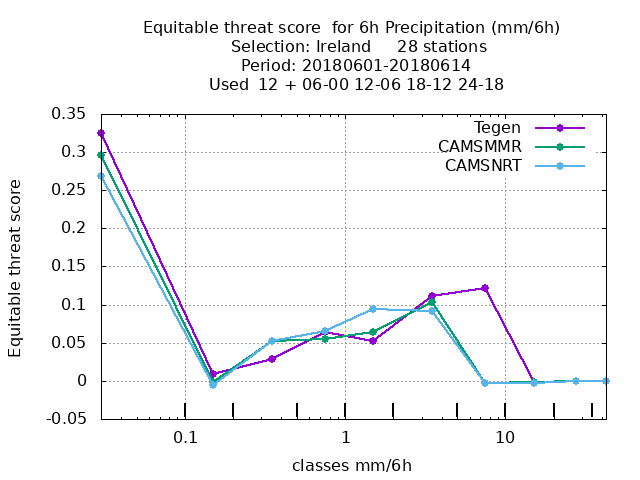 Equitable threat score  for 6h Precipitation (mm/6h)
Selection: Ireland     28 stations
Period: 20180601-20180614
Used  12 + 06-00 12-06 18-12 24-18
Equitable threat score
0.35
0.3
0.25
0.2
0.15
0.1
0.05
0
-0.05
Tegen
CAMSMMR
CAMSNRT
0.1
1
10
classes mm/6h